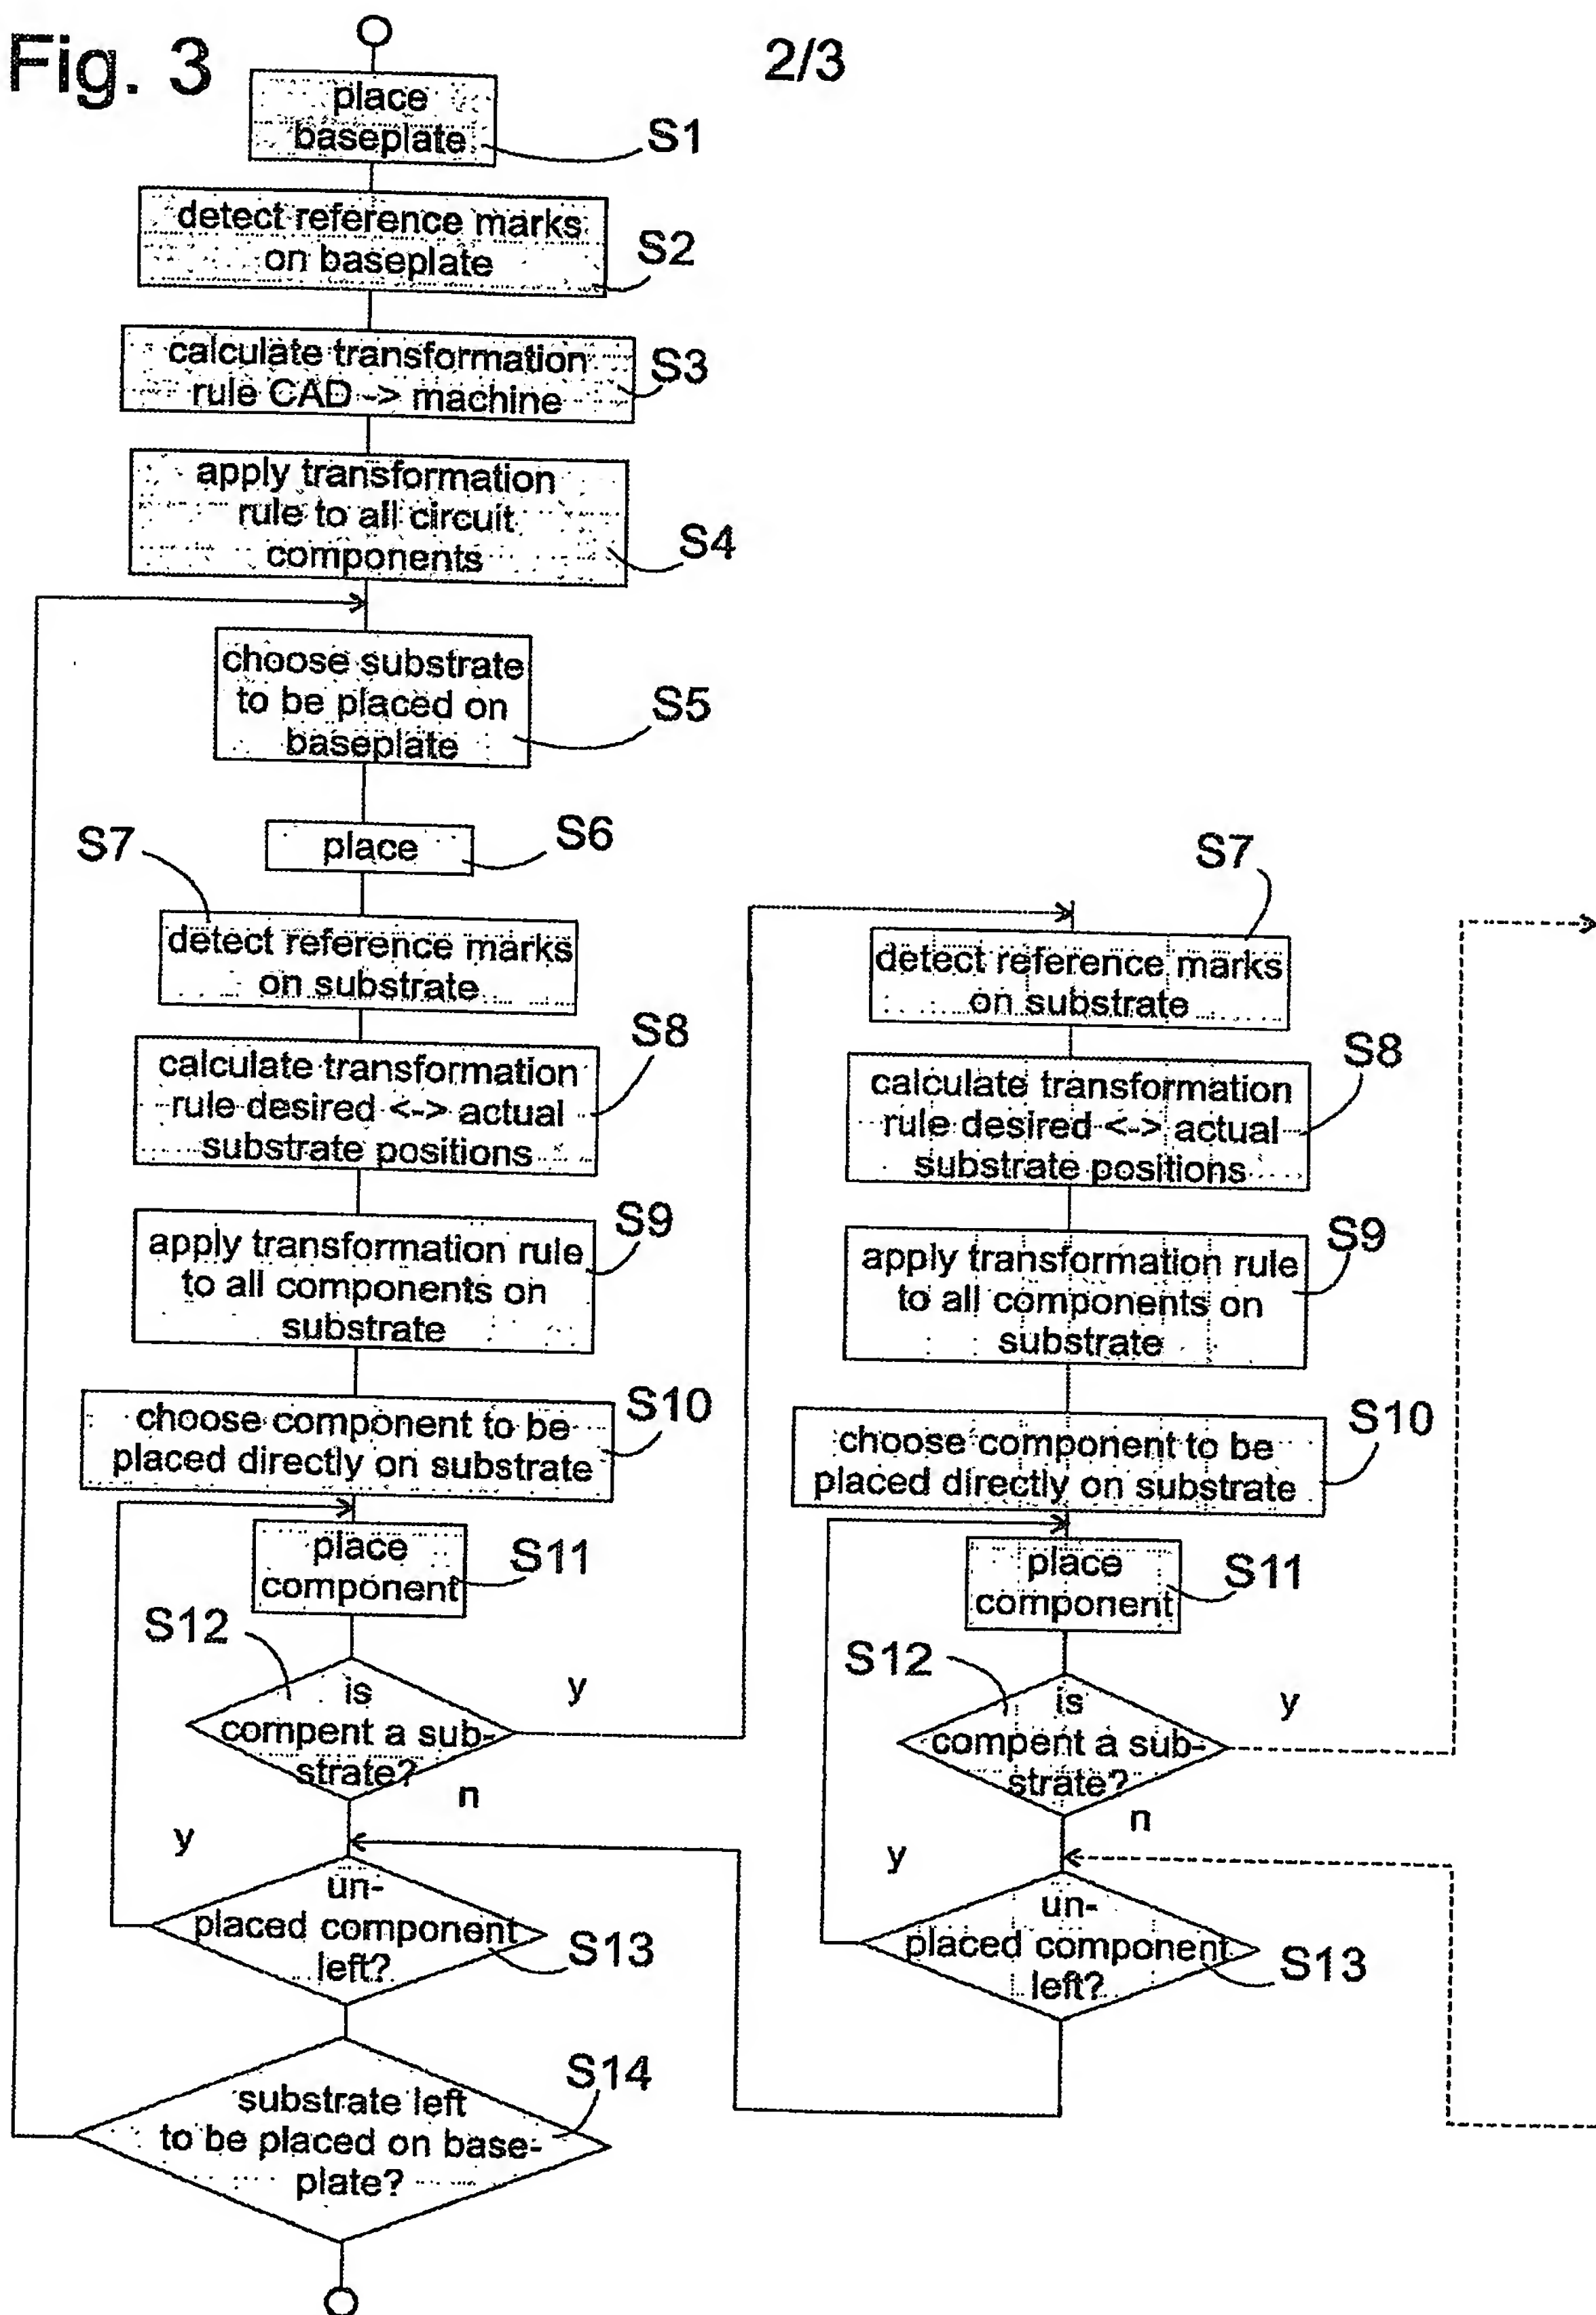 Fig. 3
2/3
place
baseplate
S1
detect reference marks
on baseplate
S2
calculate transformation
rule CAD -> machine
S3
apply transformation
rule to all circuit
components
S4
choose substrate
to be placed on
baseplate
S5
place
S6
S7
detect reference marks
on substrate
calculate transformation
rule desired <-> actual
substrate positions
S8
apply transformation rule
to all components on
substrate
S9
choose component to be
placed directly on substrate
S10
place
component
S11
S12
is
compent a sub-
strate?
y
n
y
un-
placed component
left?
S13
substrate left
to be placed on base-
plate?
S14
S7
detect reference marks
on substrate
calculate transformation
rule desired <-> actual
substrate positions
S8
apply transformation rule
to all components on
substrate
S9
choose component to be
placed directly on substrate
S10
place
component
S11
S12
is
compent a sub-
strate?
y
n
y
un-
placed component
left?
S13